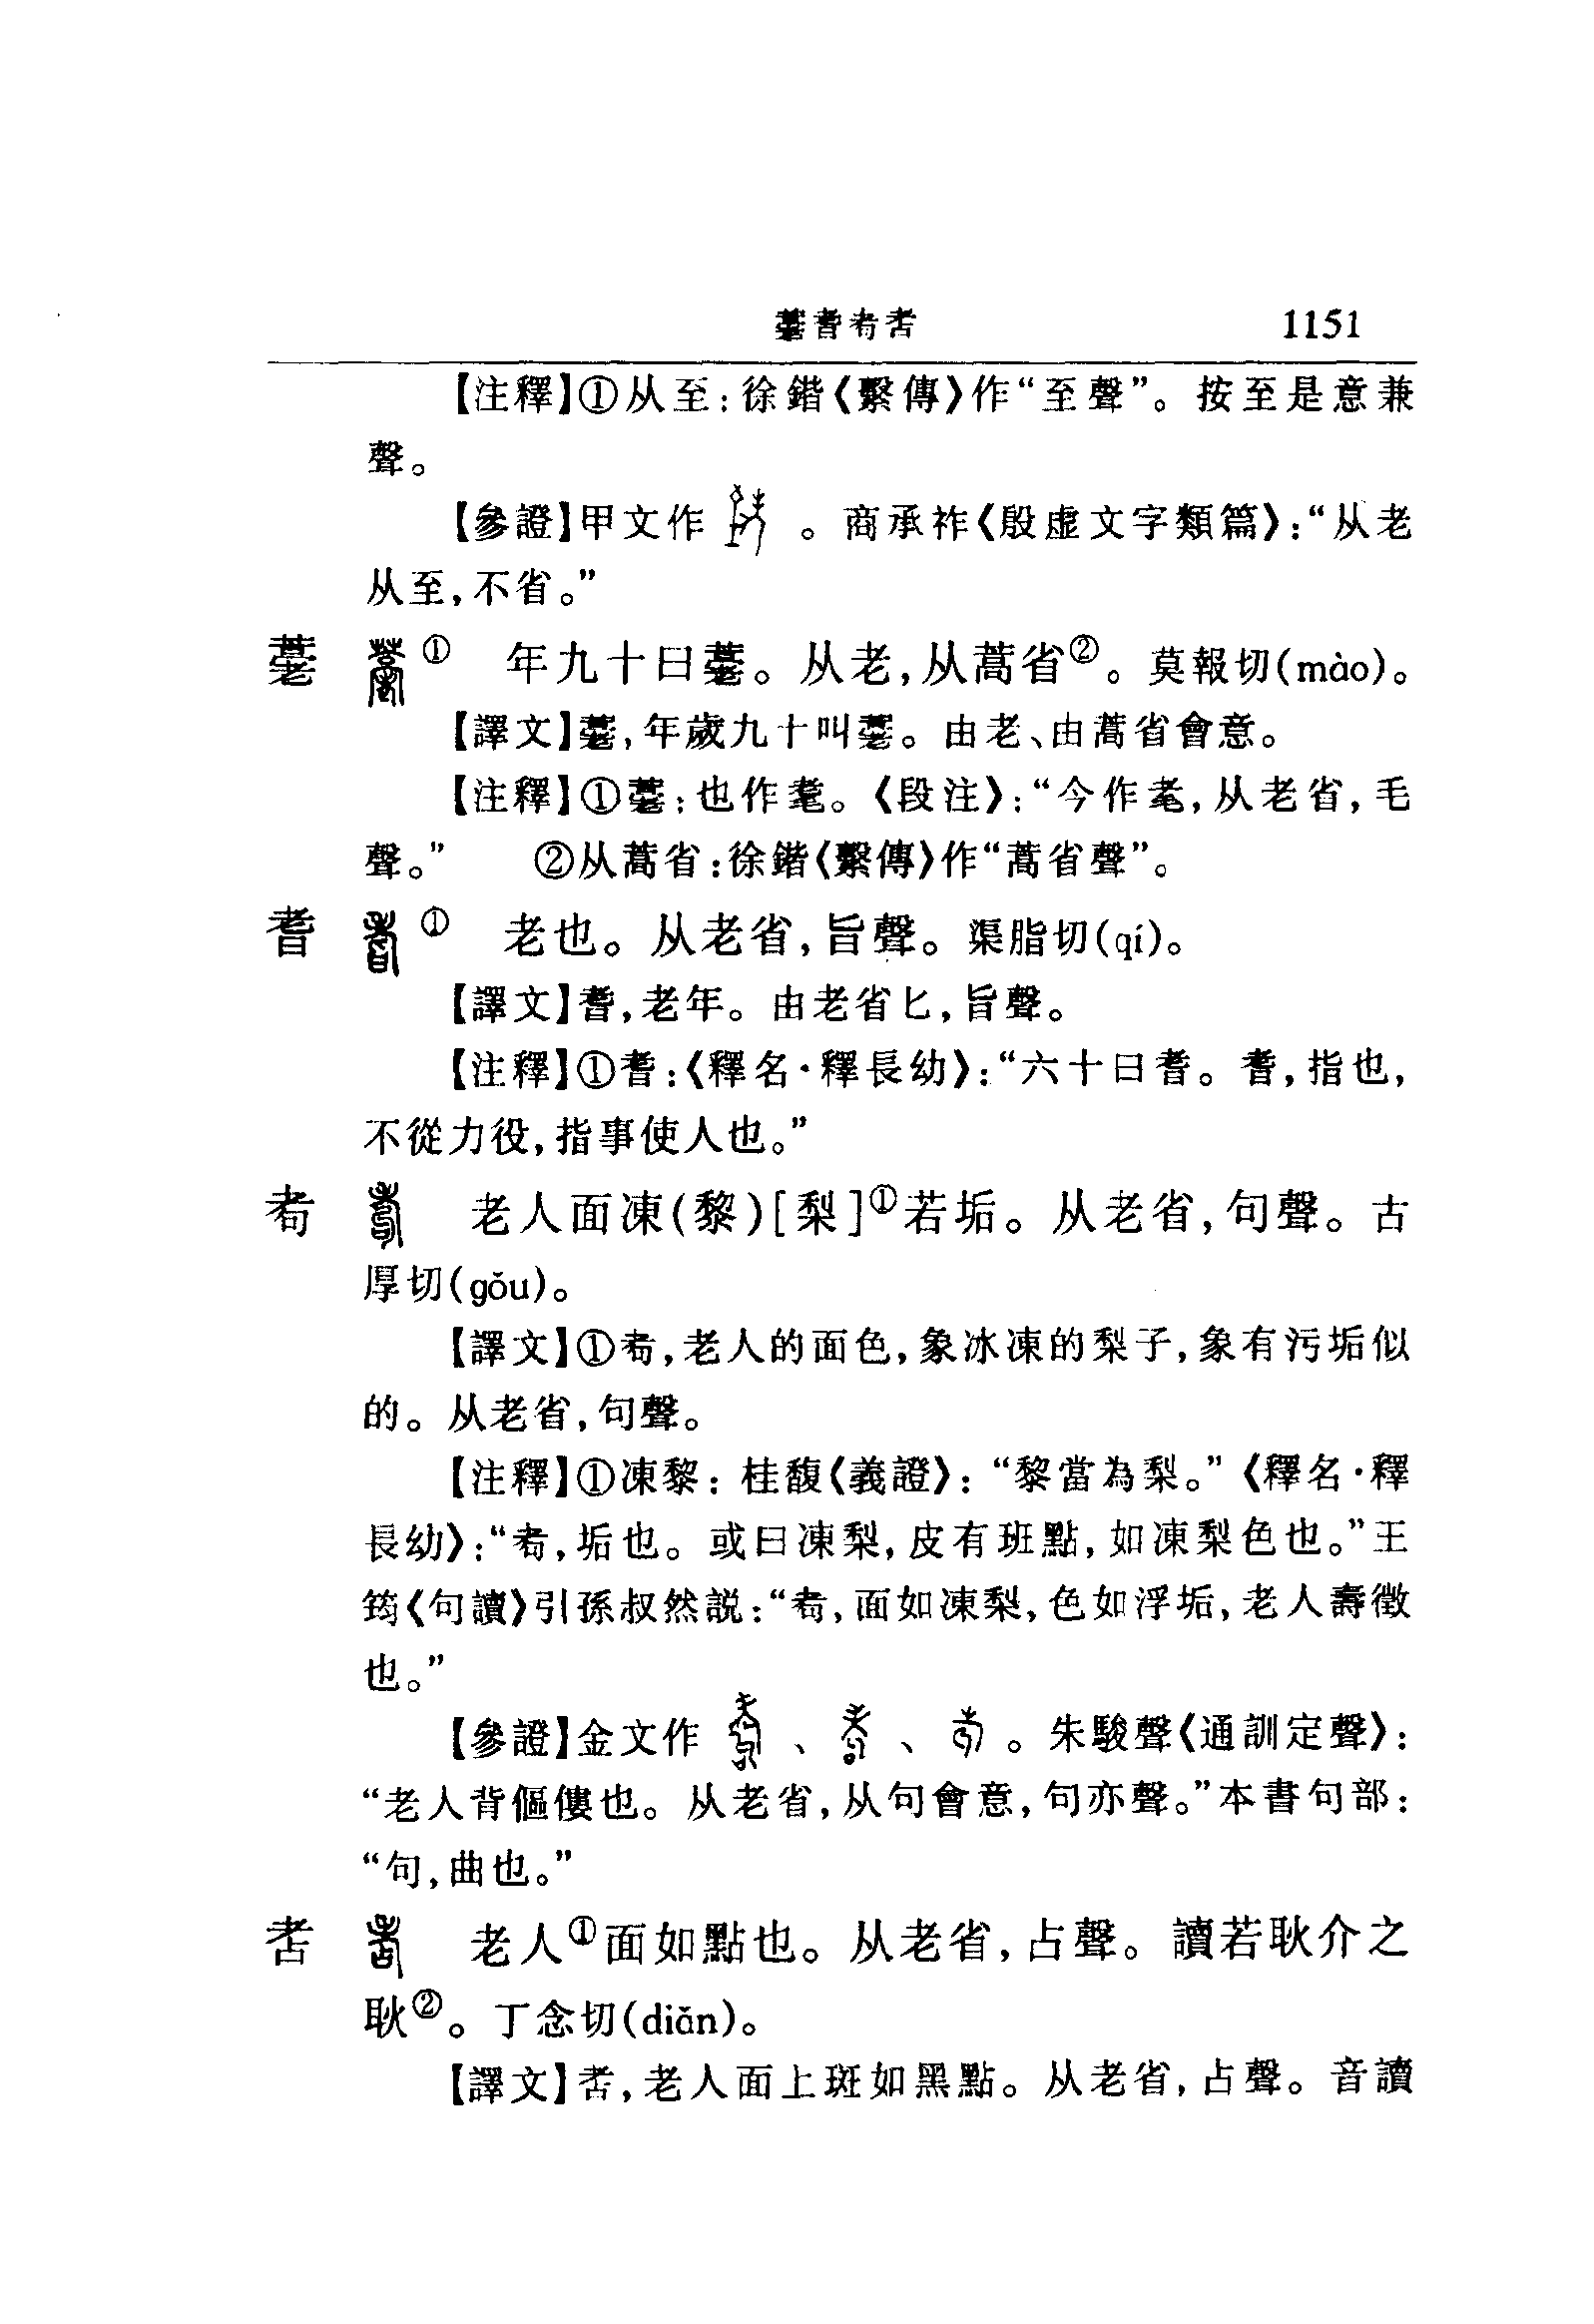 薹耆耇者 1151
【注釋】①从至:徐鍇《繫傳》作“至聲”。按至是意兼
聲。
【參證】甲文作 。商承祚《殷虛文字類篇》:“从老
从至,不省。”
① 年九十曰𦽣。从老,从蒿省②。莫報切(mào)。
【譯文】𦽣,年歲九十叫𦽣。由老、由蒿省會意。
【注釋】①𦽣:也作耄。《段注》:“今作耄,从老省,毛
聲。” ②从蒿省:徐鍇《繫傳》作“蒿省聲”。
耆 ① 老也。从老省,旨聲。渠脂切(qí)。
【譯文】耆,老年。由老省匕,旨聲。
【注釋】①耆:《釋名·釋長幼》:“六十曰耆。耆,指也,
不從力役,指事使人也。”
耇 老人面凍(黎)[梨]①若垢。从老省,句聲。古
厚切(gǒu)。
【譯文】①耇,老人的面色,象冰凍的梨子,象有污垢似
的。从老省,句聲。
【注釋】①凍黎:桂馥《義證》:“黎當為梨。”《釋名·釋
長幼》:“耇,垢也。或曰凍梨,皮有班點,如凍梨色也。”王
筠《句讀》引孫叔然説:“耇,面如凍梨,色如浮垢,老人壽徵
也。”
【參證】金文作 、 、 。朱駿聲《通訓定聲》:
“老人背傴僂也。从老省,从句會意,句亦聲。”本書句部:
“句,曲也。”
老人①面如點也。从老省,占聲。讀若耿介之
耿②。丁念切(diǎn)。
【譯文】𦒻,老人面上斑如黑點。从老省,占聲。音讀